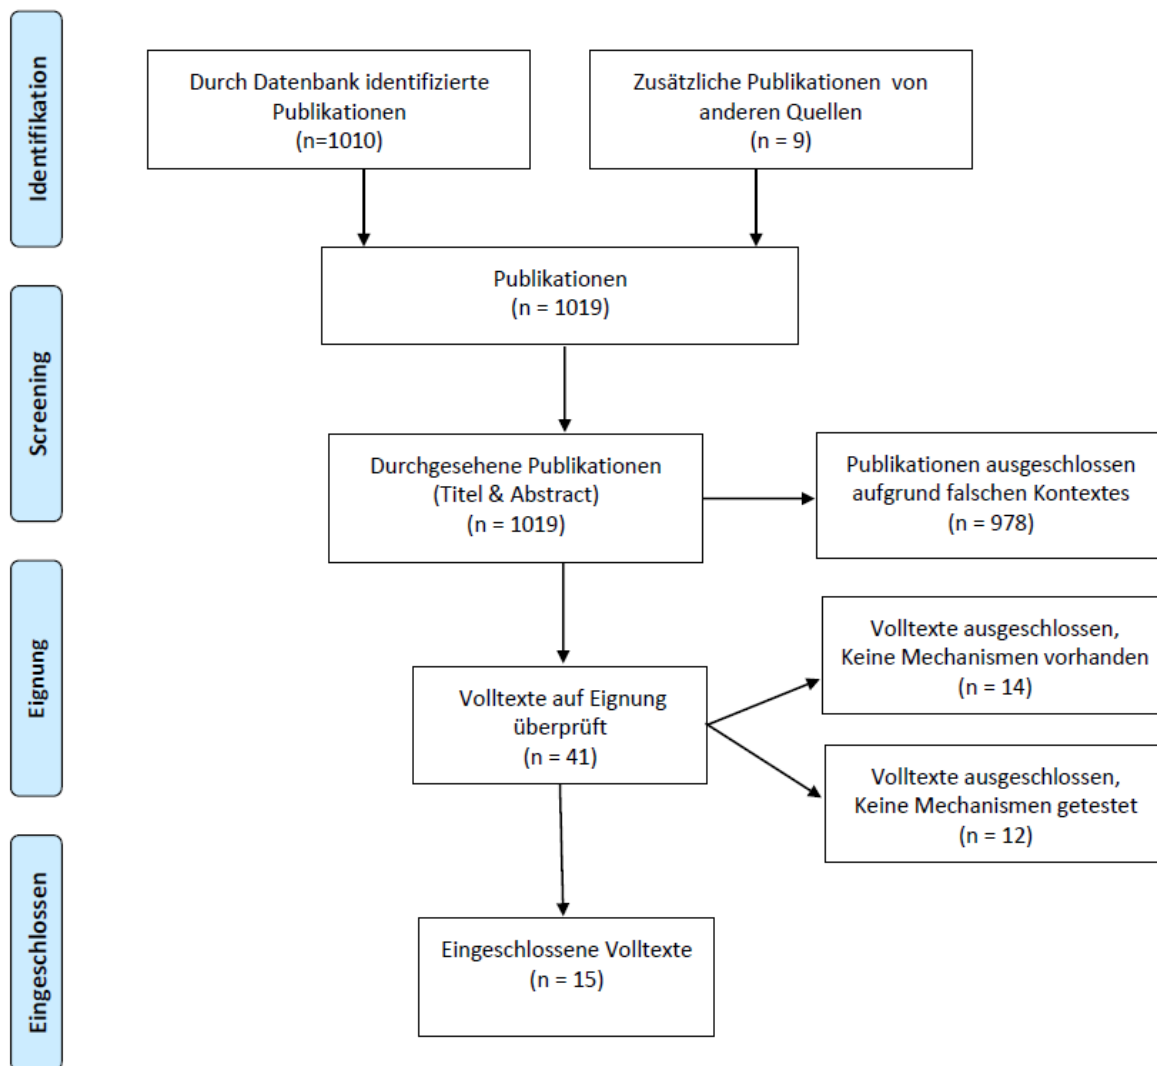 Identifikation
Durch Datenbank identifizierte
Publikationen
(n=1010)
Zusätzliche Publikationen von
anderen Quellen
(n = 9)
Publikationen
(n = 1019)
Screening
Durchgesehene Publikationen
(Titel & Abstract)
(n = 1019)
Publikationen ausgeschlossen
aufgrund falschen Kontextes
(n = 978)
Eignung
Volltexte auf Eignung
überprüft
(n = 41)
Volltexte ausgeschlossen,
Keine Mechanismen vorhanden
(n = 14)
Volltexte ausgeschlossen,
Keine Mechanismen getestet
(n = 12)
Eingeschlossen
Eingeschlossene Volltexte
(n = 15)